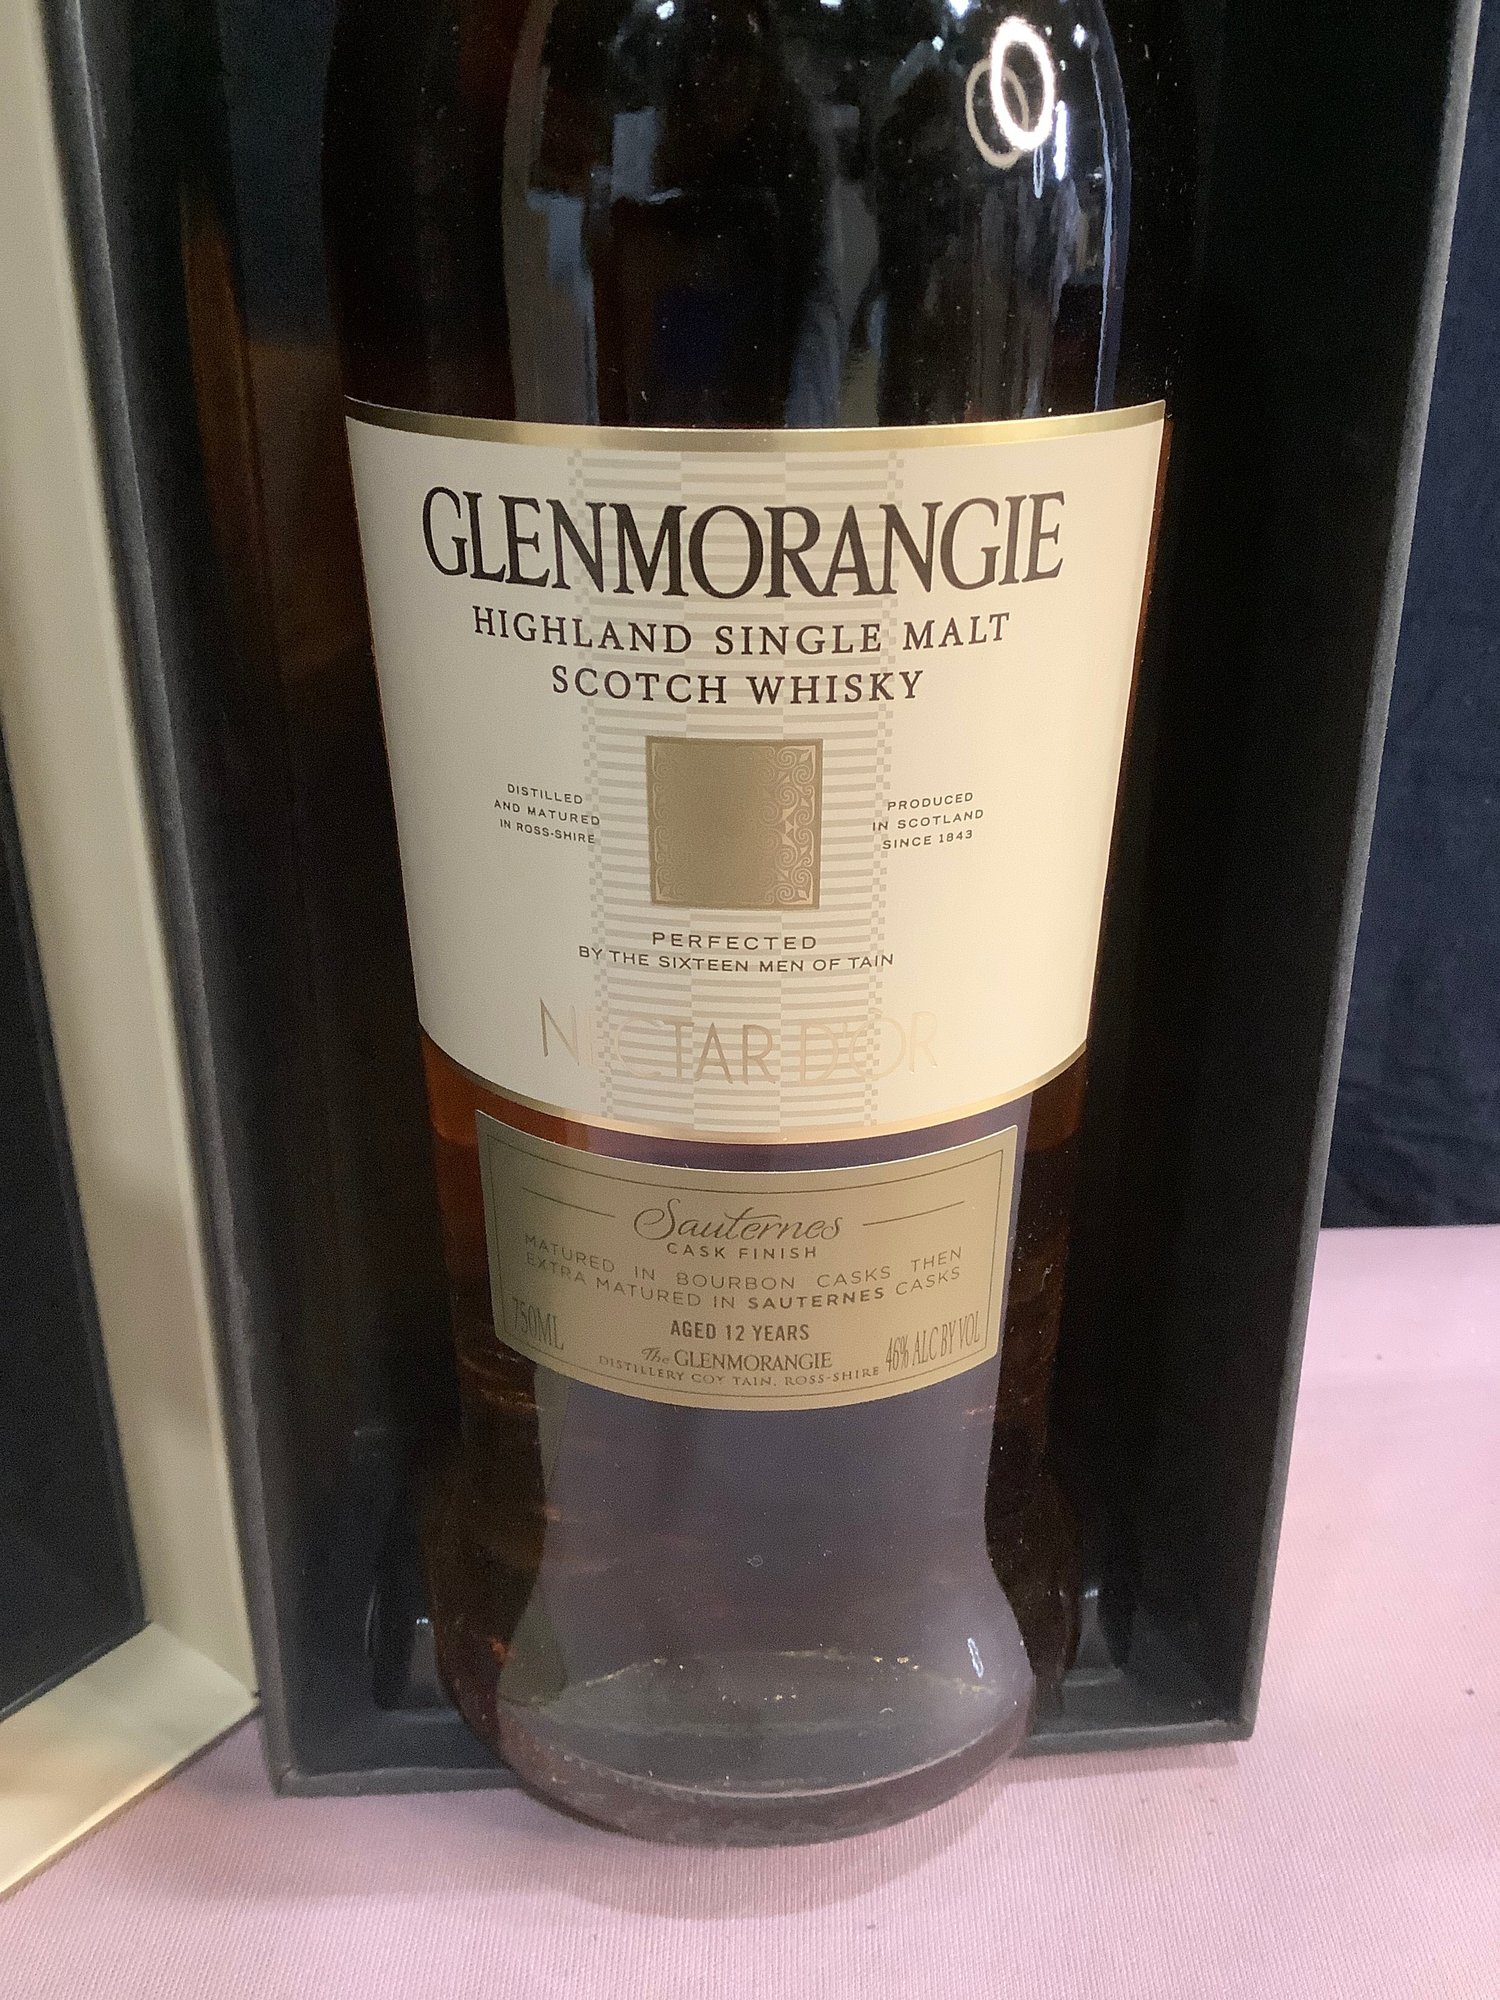 GLENMORANGIE
HIGHLAND SINGLE MALT
SCOTCH WHISKY
DISTILLED
AND MATURED
IN ROSS-SHIRE
PRODUCED
IN SCOTLAND
SINCE 1843
PERFECTED
BY THE SIXTEEN MEN OF TAIN
NECTAR D'OR
Sauternes
CASK FINISH
MATURED IN BOURBON CASKS THEN
EXTRA MATURED IN SAUTERNES CASKS
750ML
AGED 12 YEARS
46% ALC BY VOL
The GLENMORANGIE
DISTILLERY COY TAIN, ROSS-SHIRE